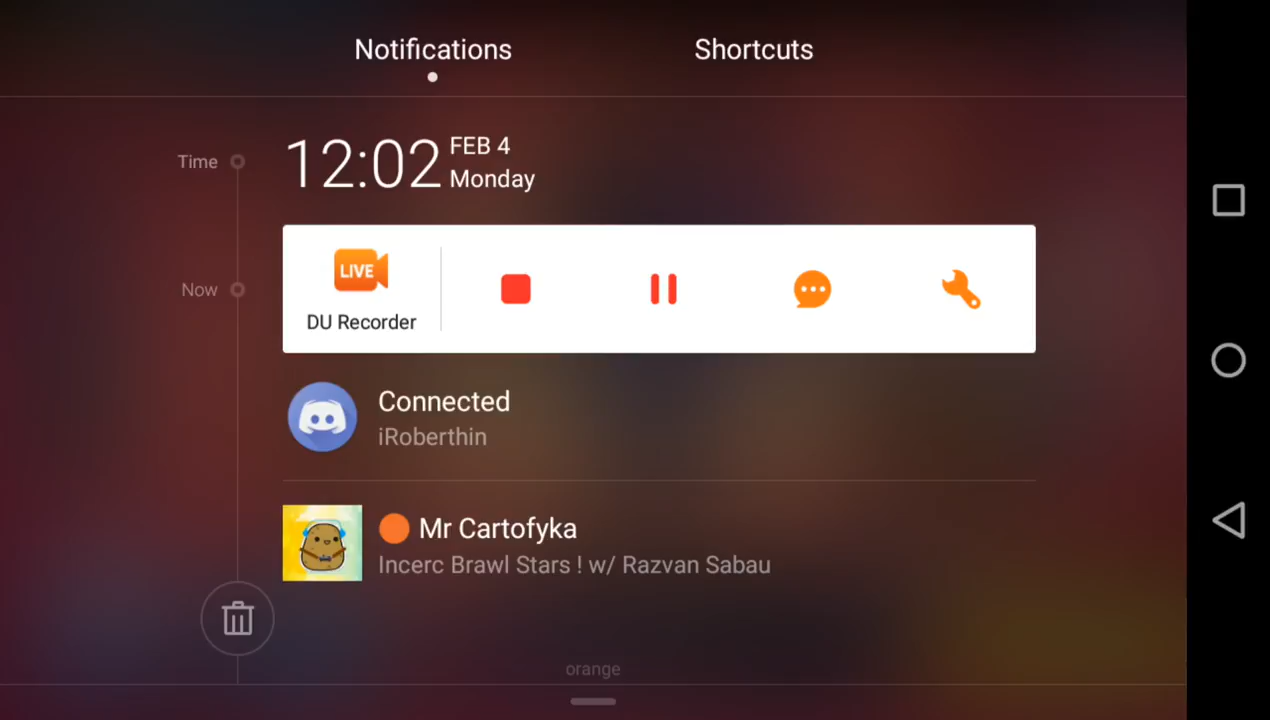 Notifications
Shortcuts
Time
12:02
FEB 4
Monday
Now
LIVE
DU Recorder
Connected
iRoberthin
Mr Cartofyka
Incerc Brawl Stars ! w/ Razvan Sabau
orange